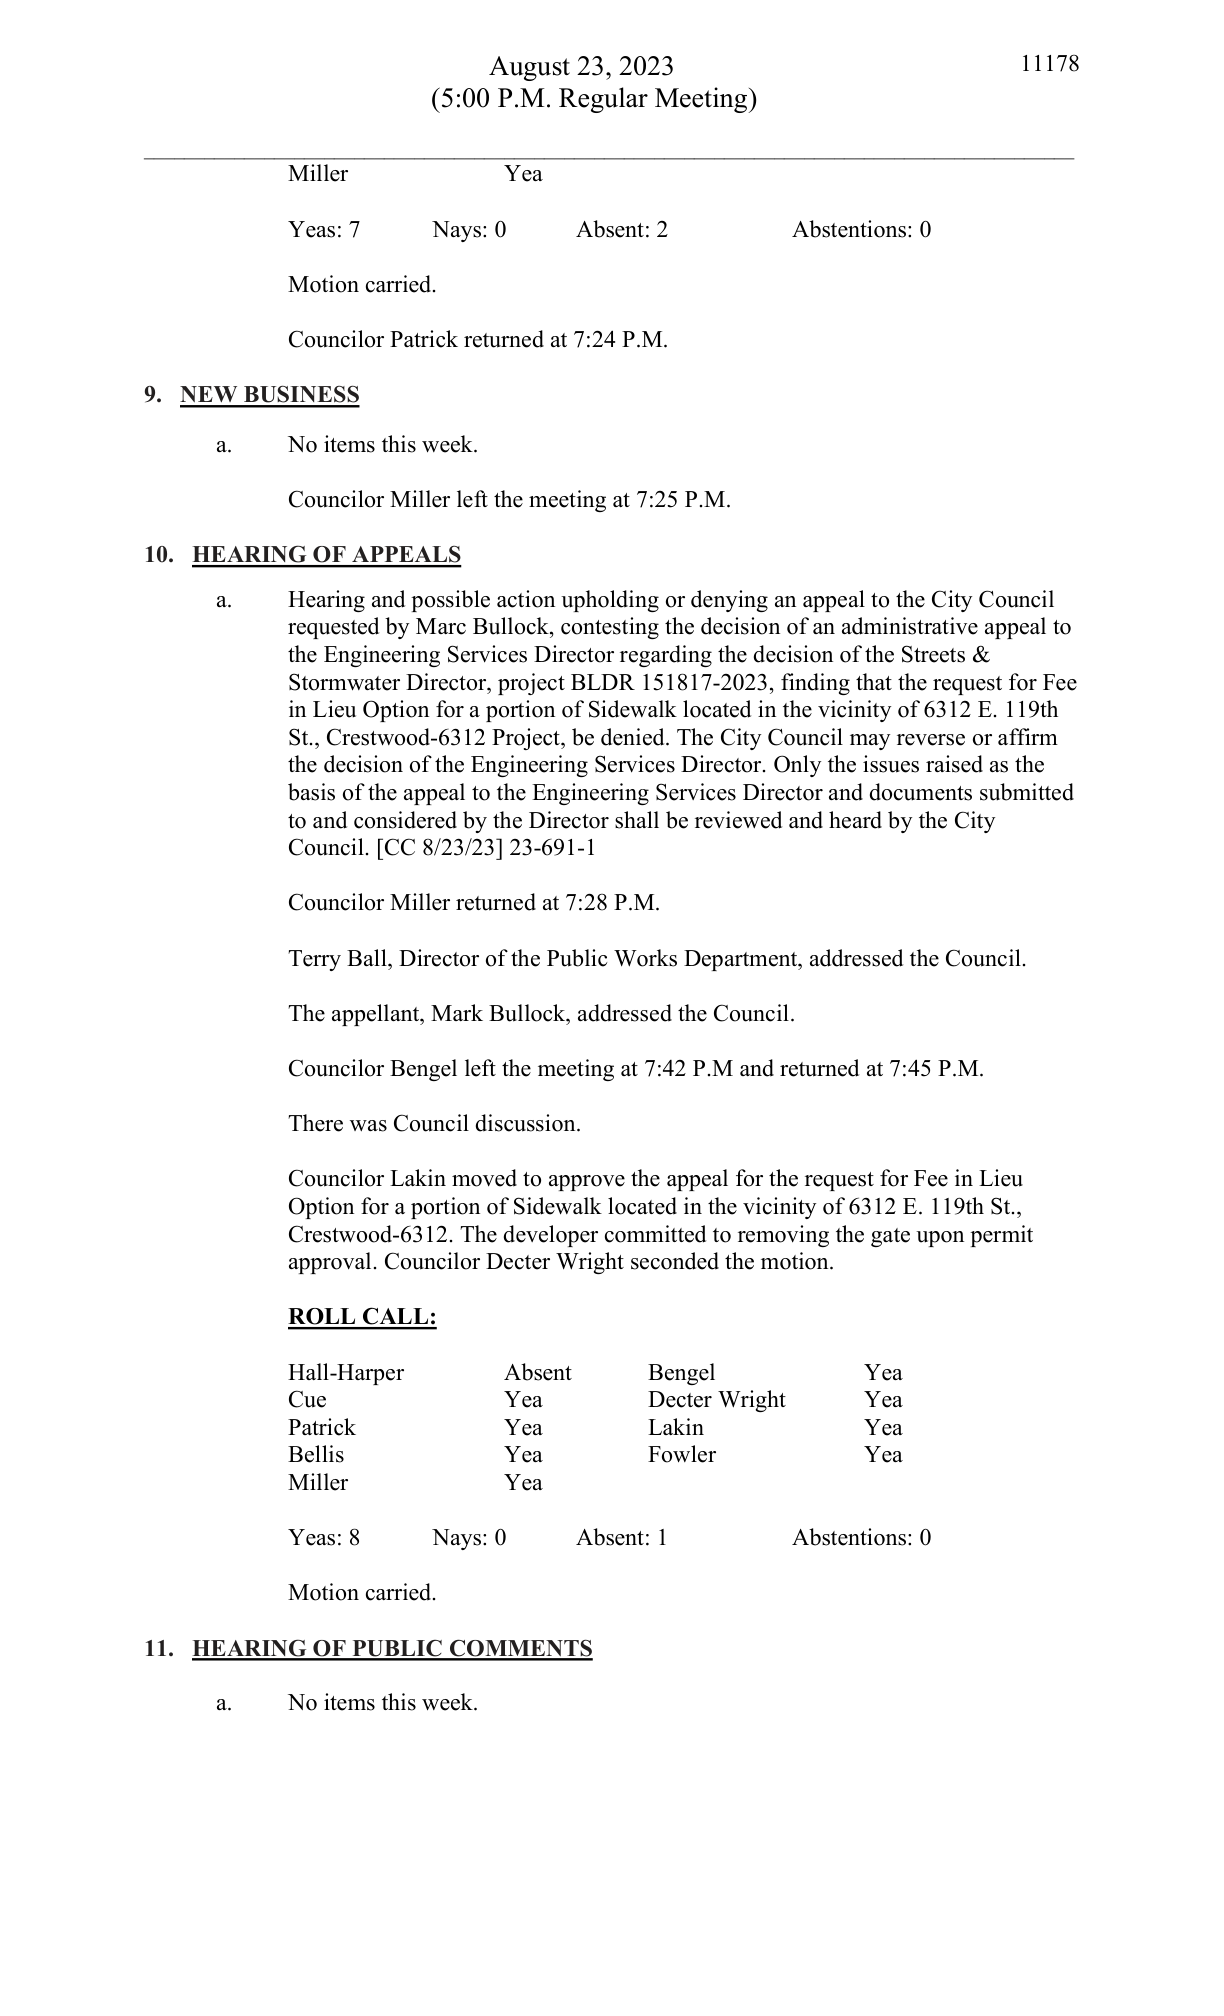 August 23, 2023 11178
(5:00 P.M. Regular Meeting)
Miller Yea
Yeas: 7 Nays: 0 Absent: 2 Abstentions: 0
Motion carried.
Councilor Patrick returned at 7:24 P.M.
9. NEW BUSINESS
a. No items this week.
Councilor Miller left the meeting at 7:25 P.M.
10. HEARING OF APPEALS
a. Hearing and possible action upholding or denying an appeal to the City Council
requested by Marc Bullock, contesting the decision of an administrative appeal to
the Engineering Services Director regarding the decision of the Streets &
Stormwater Director, project BLDR 151817-2023, finding that the request for Fee
in Lieu Option for a portion of Sidewalk located in the vicinity of 6312 E. 119th
St., Crestwood-6312 Project, be denied. The City Council may reverse or affirm
the decision of the Engineering Services Director. Only the issues raised as the
basis of the appeal to the Engineering Services Director and documents submitted
to and considered by the Director shall be reviewed and heard by the City
Council. [CC 8/23/23] 23-691-1
Councilor Miller returned at 7:28 P.M.
Terry Ball, Director of the Public Works Department, addressed the Council.
The appellant, Mark Bullock, addressed the Council.
Councilor Bengel left the meeting at 7:42 P.M and returned at 7:45 P.M.
There was Council discussion.
Councilor Lakin moved to approve the appeal for the request for Fee in Lieu
Option for a portion of Sidewalk located in the vicinity of 6312 E. 119th St.,
Crestwood-6312. The developer committed to removing the gate upon permit
approval. Councilor Decter Wright seconded the motion.
ROLL CALL:
Hall-Harper Absent Bengel Yea
Cue Yea Decter Wright Yea
Patrick Yea Lakin Yea
Bellis Yea Fowler Yea
Miller Yea
Yeas: 8 Nays: 0 Absent: 1 Abstentions: 0
Motion carried.
11. HEARING OF PUBLIC COMMENTS
a. No items this week.